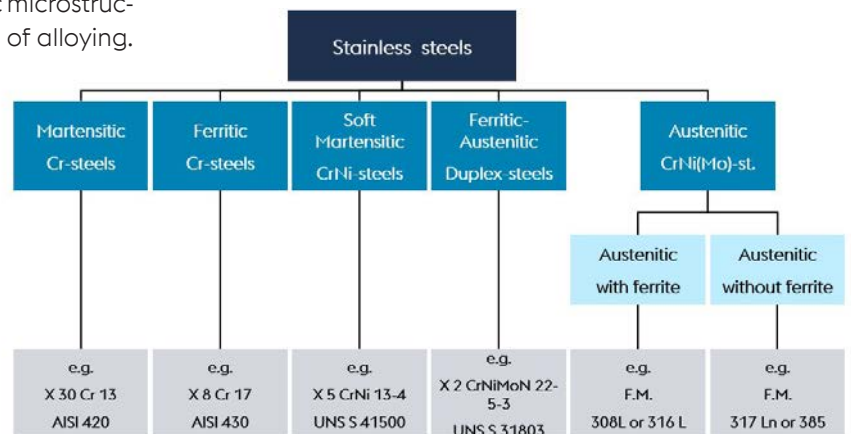 microstruc-
of alloying.
Stainless steels
Martensitic
Cr-steels
Ferritic
Cr-steels
Soft
Martensitic
CrNi-steels
Ferritic-
Austenitic
Duplex-steels
Austenitic
CrNi(Mo)-st.
Austenitic
with ferrite
Austenitic
without ferrite
e.g.
X 30 Cr 13
AISI 420
e.g.
X 8 Cr 17
AISI 430
e.g.
X 5 CrNi 13-4
UNS S 41500
e.g.
X 2 CrNiMoN 22-
5-3
UNS S 31803
e.g.
F.M.
308L or 316 L
e.g.
F.M.
317 Ln or 385